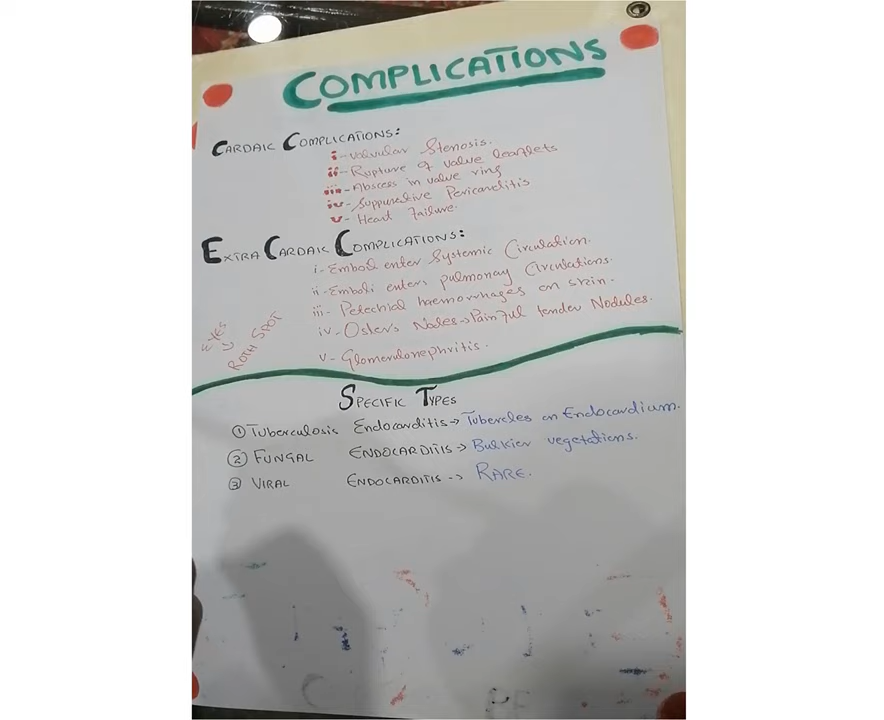 COMPLICATIONS
CARDAIC COMPLICATIONS:
i-valvular Stenosis.
ii-Rupture of valve leaflets
iii-Abscess in valve ring
iv-Suppurative Pericarditis
v-Heart Failure.
EXTRA CARDAIC COMPLICATIONS:
i-Emboli enter Systemic Circulation.
ii-Emboli enters pulmonary Circulations.
iii-Petechial haemorrhages on skin.
iv-Oslers Nodes→Painful tender Nodules.
EYES
ROTH SPOT
v-Glomerulonephritis.
SPECIFIC TYPES
① Tuberculosis Endocarditis→Tubercles on Endocardium.
② FUNGAL ENDOCARDITIS→Bulkier vegetations.
③ VIRAL ENDOCARDITIS--> RARE.